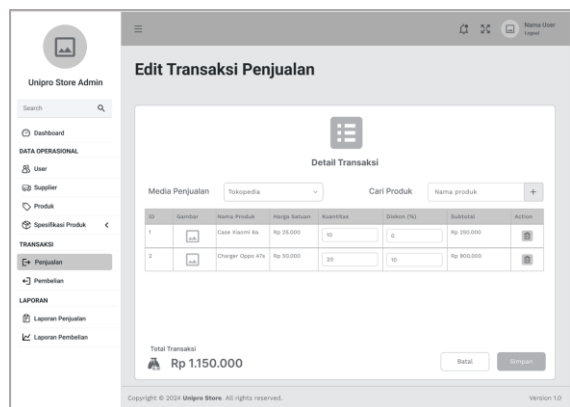 Unipro Store Admin
Search
Dashboard
DATA OPERASIONAL
User
Supplier
Produk
Spesifikasi Produk
TRANSAKSI
Penjualan
Pembelian
LAPORAN
Laporan Penjualan
Laporan Pembelian
Nama User
Logout
Edit Transaksi Penjualan
Detail Transaksi
Media Penjualan Tokopedia Cari Produk Nama produk +
ID Gambar Nama Produk Harga Satuan Kuantitas Diskon (%) Subtotal Action
1 Case Xiaomi 6a Rp 25.000 10 0 Rp 250.000
2 Charger Oppo A7s Rp 50.000 20 10 Rp 900.000
Total Transaksi
Rp 1.150.000
Batal Simpan
Copyright © 2024 Unipro Store. All rights reserved. Version 1.0